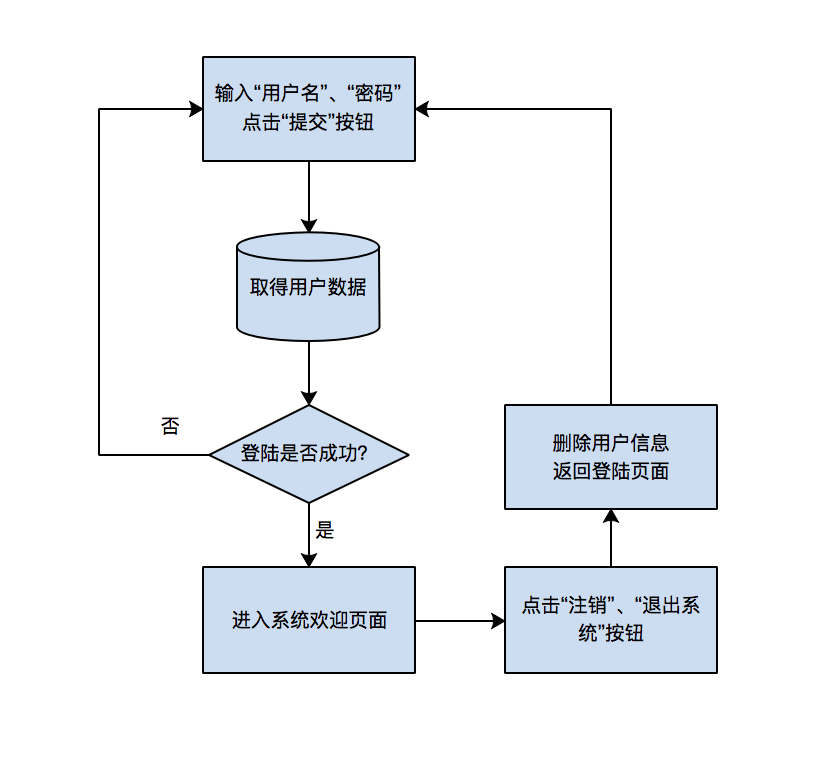 输入“用户名”、“密码”
点击“提交”按钮
取得用户数据
否
登陆是否成功?
是
进入系统欢迎页面
点击“注销”、“退出系
统”按钮
删除用户信息
返回登陆页面